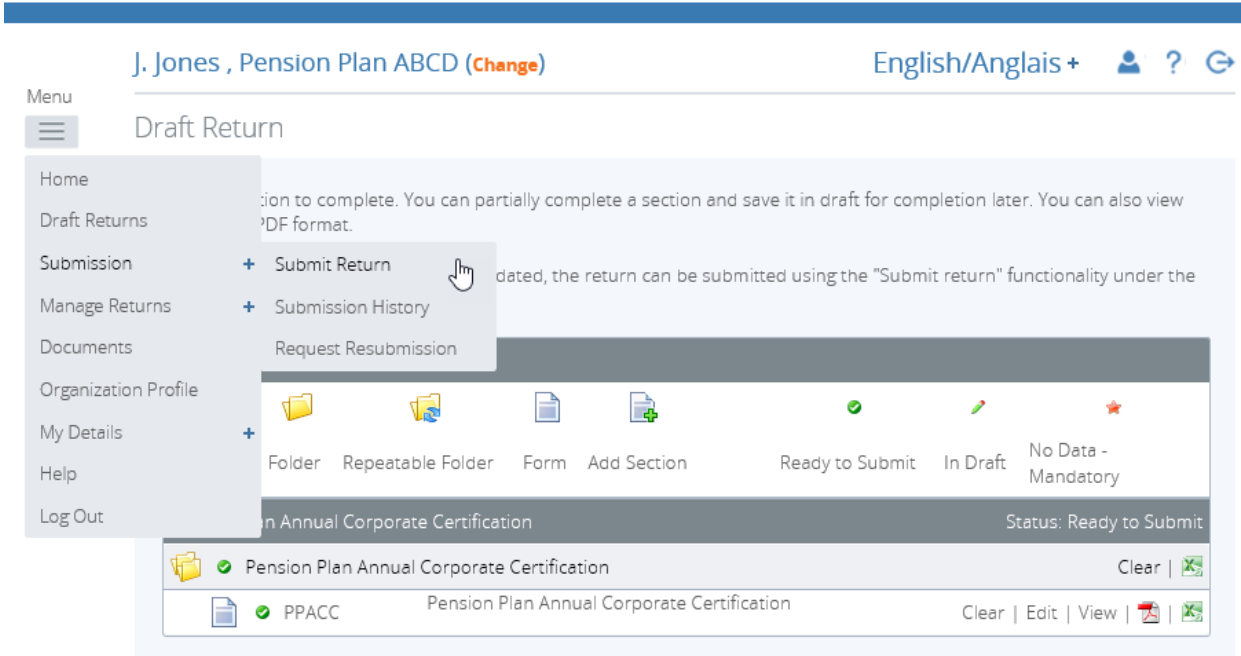 J. Jones , Pension Plan ABCD (Change)
English/Anglais +
?
Menu
Draft Return
Home
Draft Returns
Submission +
Manage Returns +
Documents
Organization Profile
My Details +
Help
Log Out
Submit Return
Submission History
Request Resubmission
to complete. You can partially complete a section and save it in draft for completion later. You can also view
PDF format.
the return can be submitted using the "Submit return" functionality under the
Folder
Repeatable Folder
Form
Add Section
Ready to Submit
In Draft
No Data -
Mandatory
Annual Corporate Certification
Status: Ready to Submit
Pension Plan Annual Corporate Certification
Clear |
PPACC
Pension Plan Annual Corporate Certification
Clear | Edit | View | |